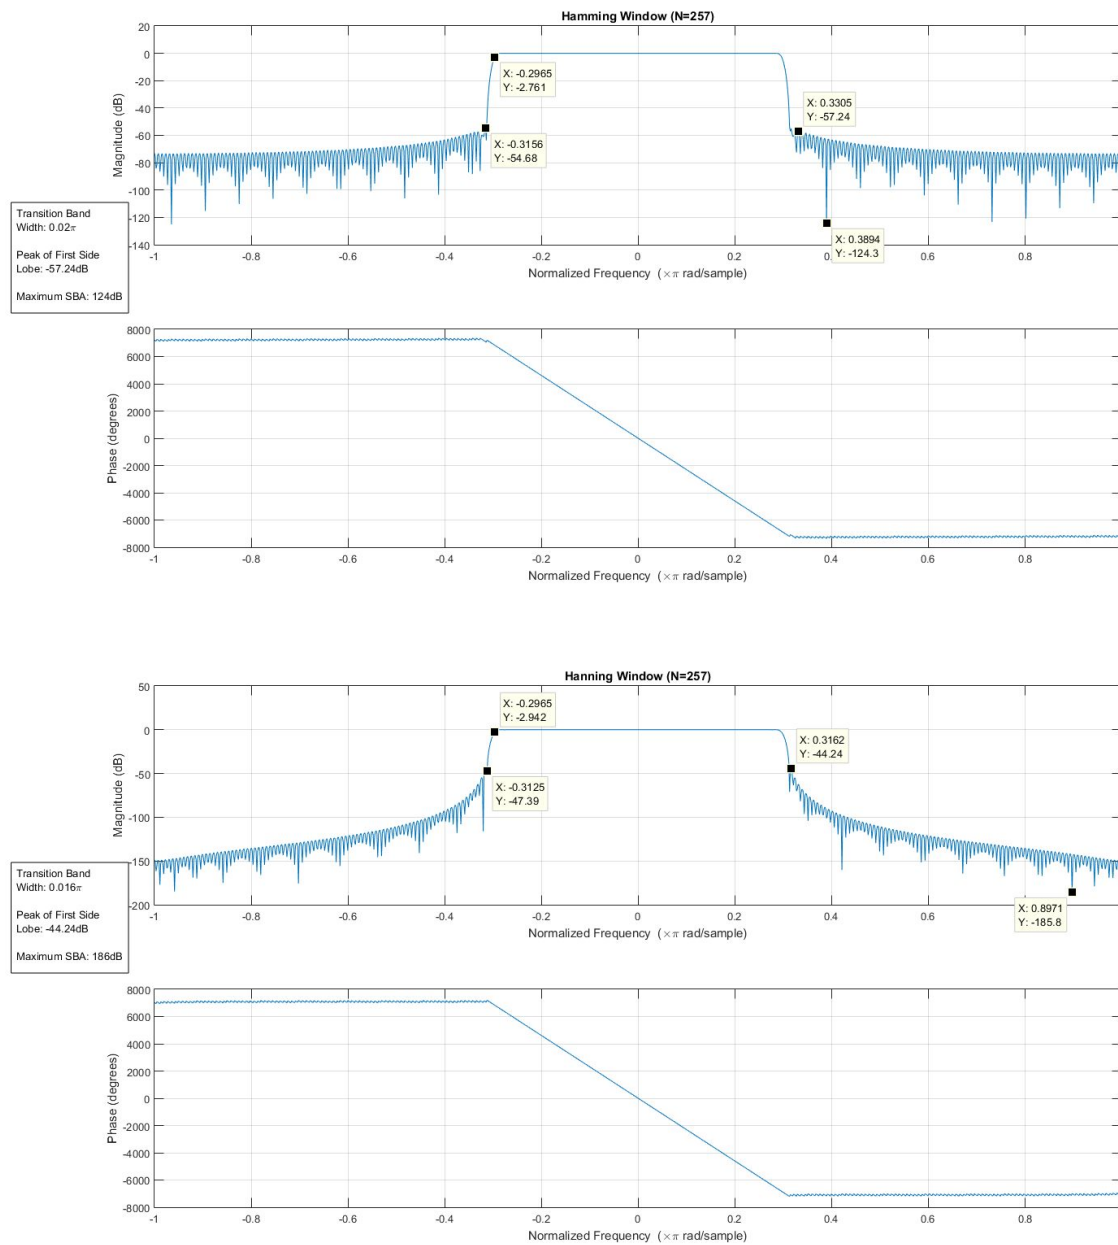 Hamming Window (N=257)
20
0
-20
-40
-60
-80
-100
-120
-140
Magnitude (dB)
X: -0.2965
Y: -2.761
X: -0.3156
Y: -54.68
X: 0.3305
Y: -57.24
X: 0.3894
Y: -124.3
-1
-0.8
-0.6
-0.4
-0.2
0
0.2
0.4
0.6
0.8
Normalized Frequency (×π rad/sample)
Transition Band
Width: 0.02π
Peak of First Side
Lobe: -57.24dB
Maximum SBA: 124dB
8000
6000
4000
2000
0
-2000
-4000
-6000
-8000
Phase (degrees)
-1
-0.8
-0.6
-0.4
-0.2
0
0.2
0.4
0.6
0.8
Normalized Frequency (×π rad/sample)
Hanning Window (N=257)
50
0
-50
-100
-150
-200
Magnitude (dB)
X: -0.2965
Y: -2.942
X: -0.3125
Y: -47.39
X: 0.3162
Y: -44.24
X: 0.8971
Y: -185.8
-1
-0.8
-0.6
-0.4
-0.2
0
0.2
0.4
0.6
0.8
Normalized Frequency (×π rad/sample)
Transition Band
Width: 0.016π
Peak of First Side
Lobe: -44.24dB
Maximum SBA: 186dB
8000
6000
4000
2000
0
-2000
-4000
-6000
-8000
Phase (degrees)
-1
-0.8
-0.6
-0.4
-0.2
0
0.2
0.4
0.6
0.8
Normalized Frequency (×π rad/sample)